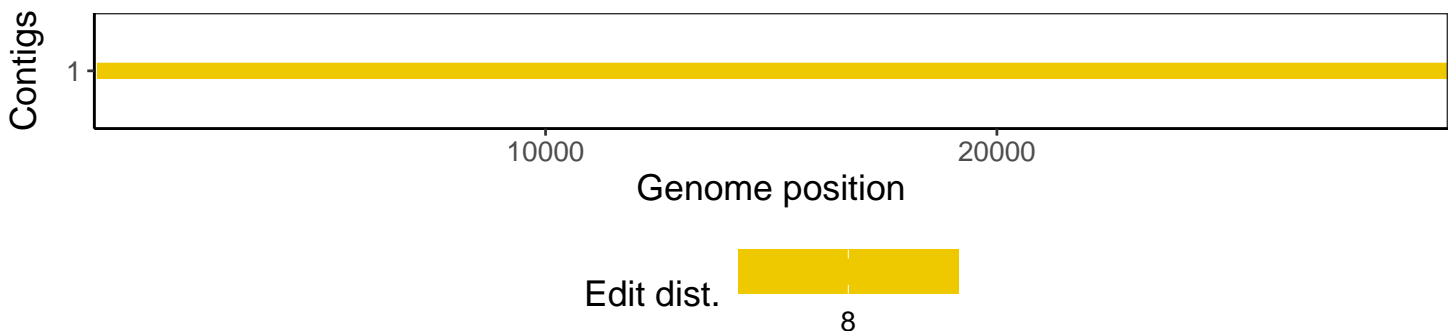 Contigs
1
10000
20000
Genome position
Edit dist.
8